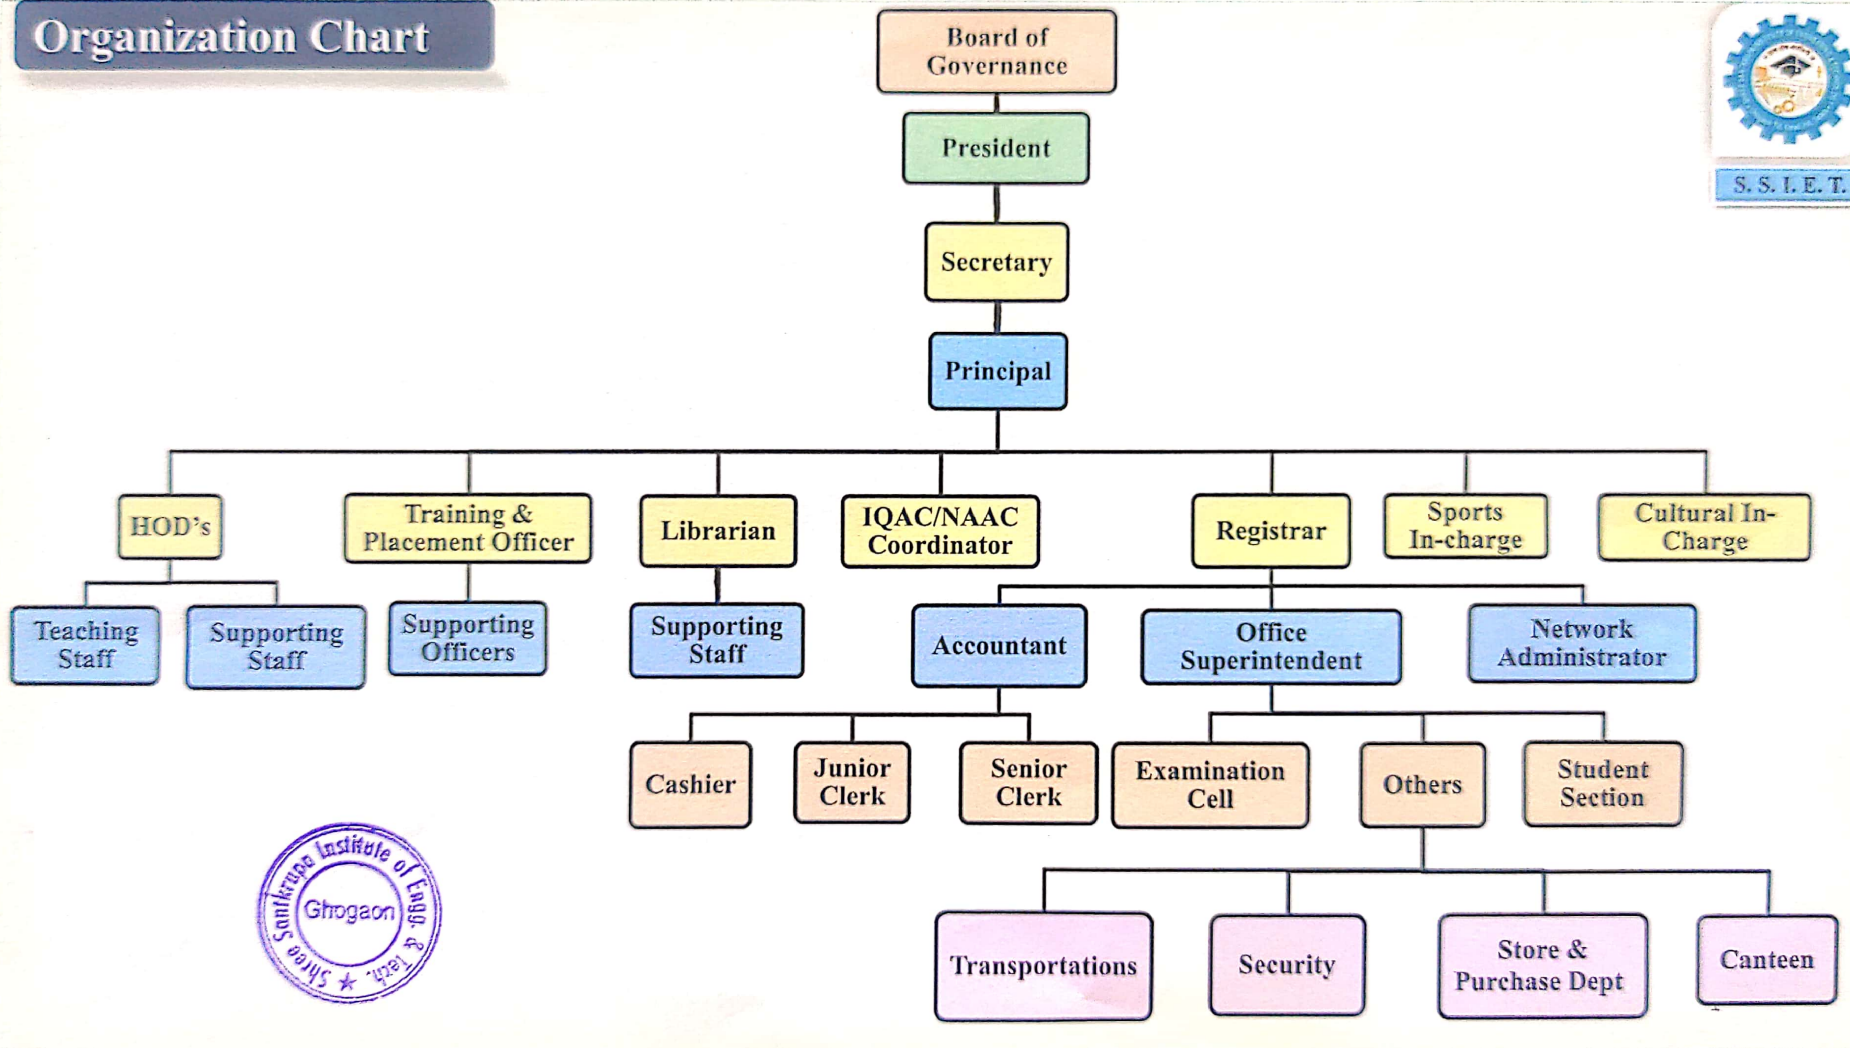 Organization Chart
Board of
Governance
S. S. I. E. T.
President
Secretary
Principal
HOD's
Training &
Placement Officer
Librarian
IQAC/NAAC
Coordinator
Registrar
Sports
In-charge
Cultural In-
Charge
Teaching
Staff
Supporting
Staff
Supporting
Officers
Supporting
Staff
Accountant
Office
Superintendent
Network
Administrator
Cashier
Junior
Clerk
Senior
Clerk
Examination
Cell
Others
Student
Section
Transportations
Security
Store &
Purchase Dept
Canteen
Shree Santkrupa Institute of Engg. & Tech.
Ghogaon